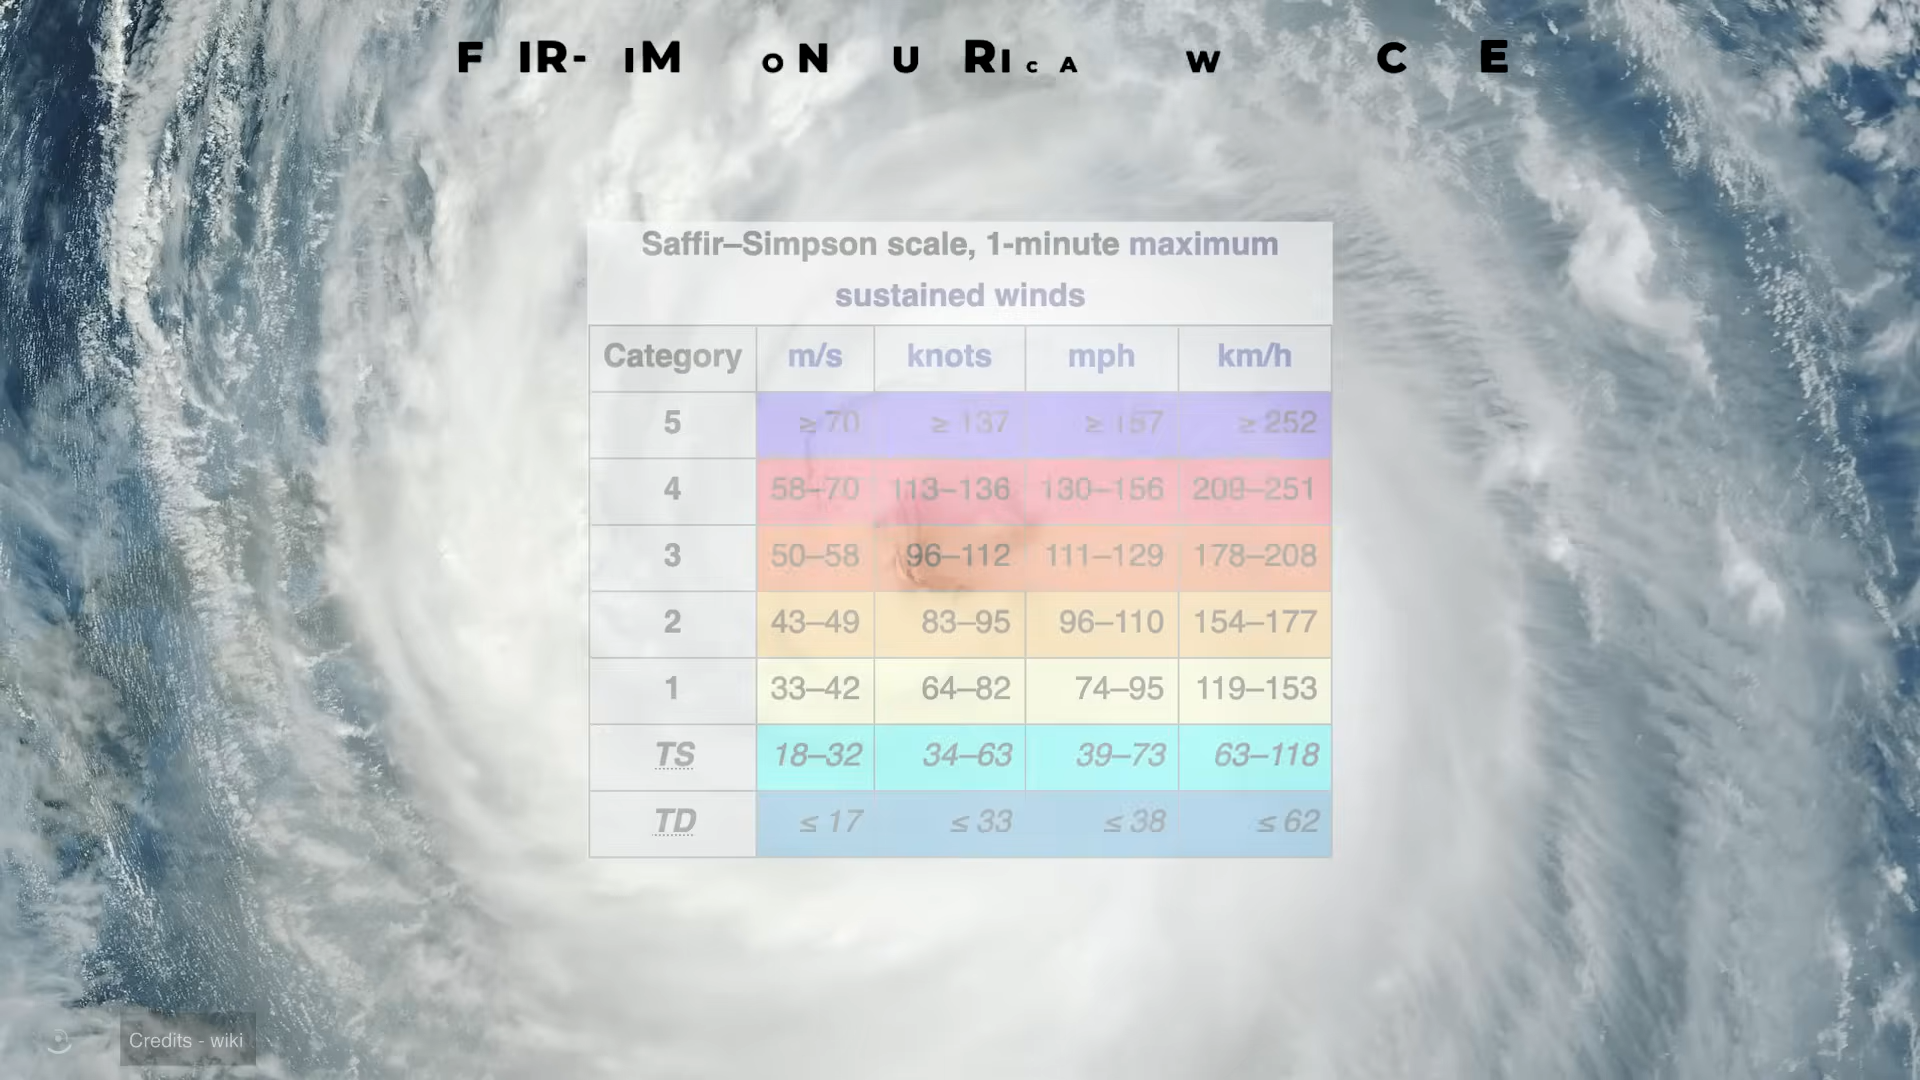 F IR- IM oN U RIc A w C E
Saffir–Simpson scale, 1-minute maximum
sustained winds
Category m/s knots mph km/h
5 ≥ 70 ≥ 137 ≥ 157 ≥ 252
4 58–70 113–136 130–156 209–251
3 50–58 96–112 111–129 178–208
2 43–49 83–95 96–110 154–177
1 33–42 64–82 74–95 119–153
TS 18–32 34–63 39–73 63–118
TD ≤ 17 ≤ 33 ≤ 38 ≤ 62
Credits - wiki